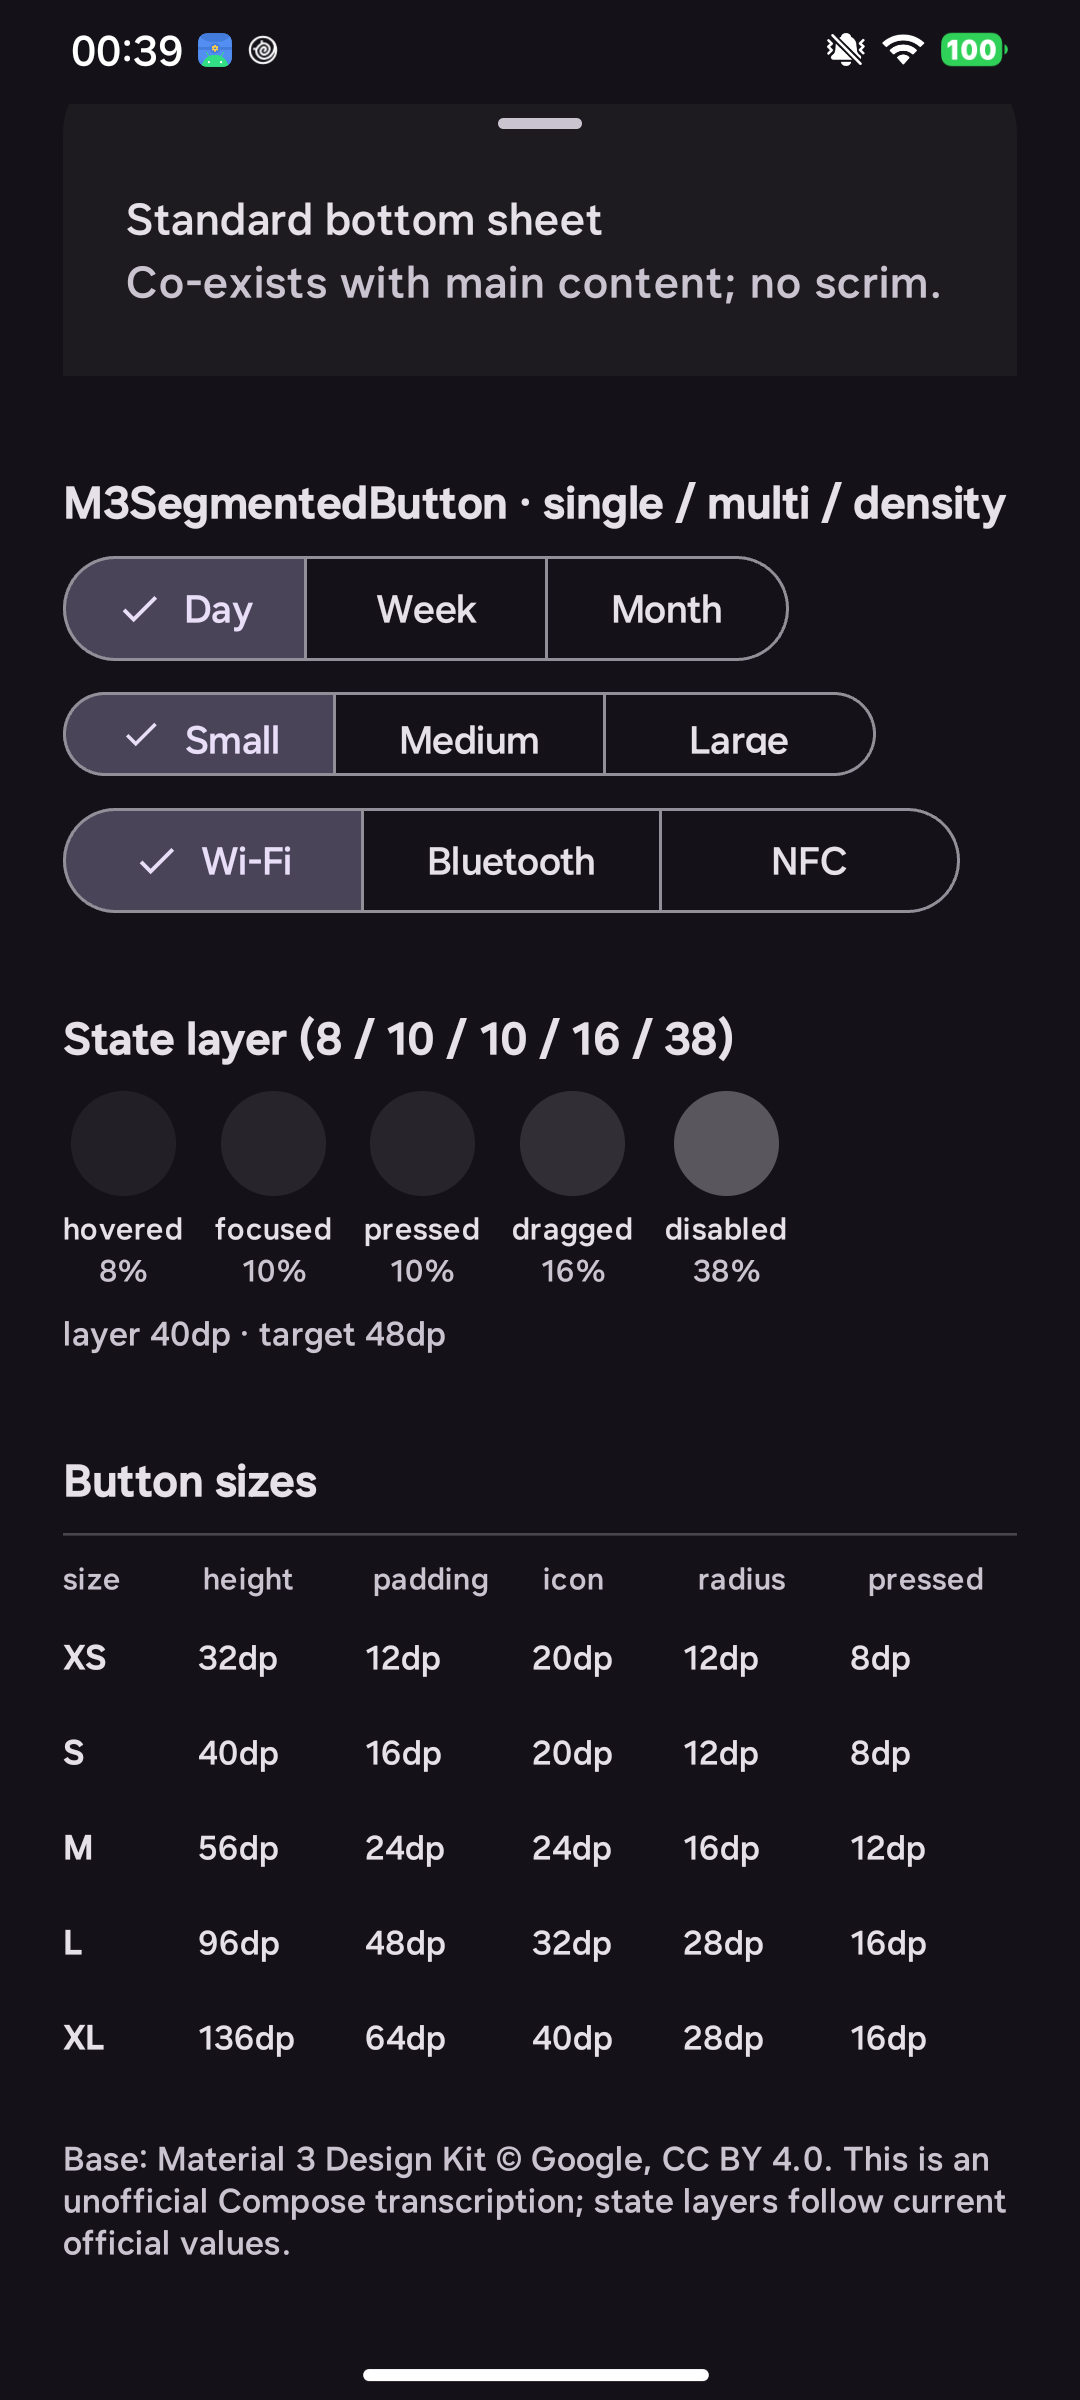 00:39
100
Standard bottom sheet
Co-exists with main content; no scrim.
M3SegmentedButton · single / multi / density
Day Week Month
Small Medium Large
Wi-Fi Bluetooth NFC
State layer (8 / 10 / 10 / 16 / 38)
hovered focused pressed dragged disabled
8% 10% 10% 16% 38%
layer 40dp · target 48dp
Button sizes
size height padding icon radius pressed
XS 32dp 12dp 20dp 12dp 8dp
S 40dp 16dp 20dp 12dp 8dp
M 56dp 24dp 24dp 16dp 12dp
L 96dp 48dp 32dp 28dp 16dp
XL 136dp 64dp 40dp 28dp 16dp
Base: Material 3 Design Kit © Google, CC BY 4.0. This is an
unofficial Compose transcription; state layers follow current
official values.